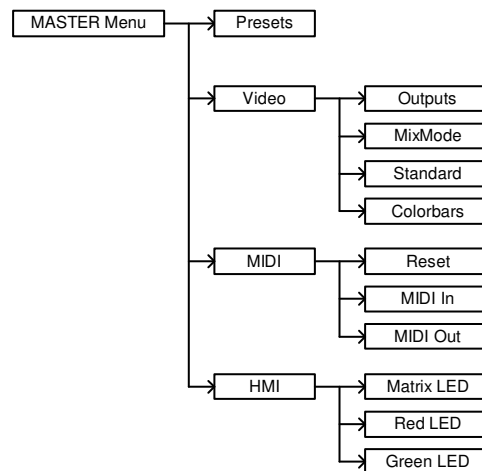 MASTER Menu
Presets
Video
Outputs
MixMode
Standard
Colorbars
MIDI
Reset
MIDI In
MIDI Out
HMI
Matrix LED
Red LED
Green LED